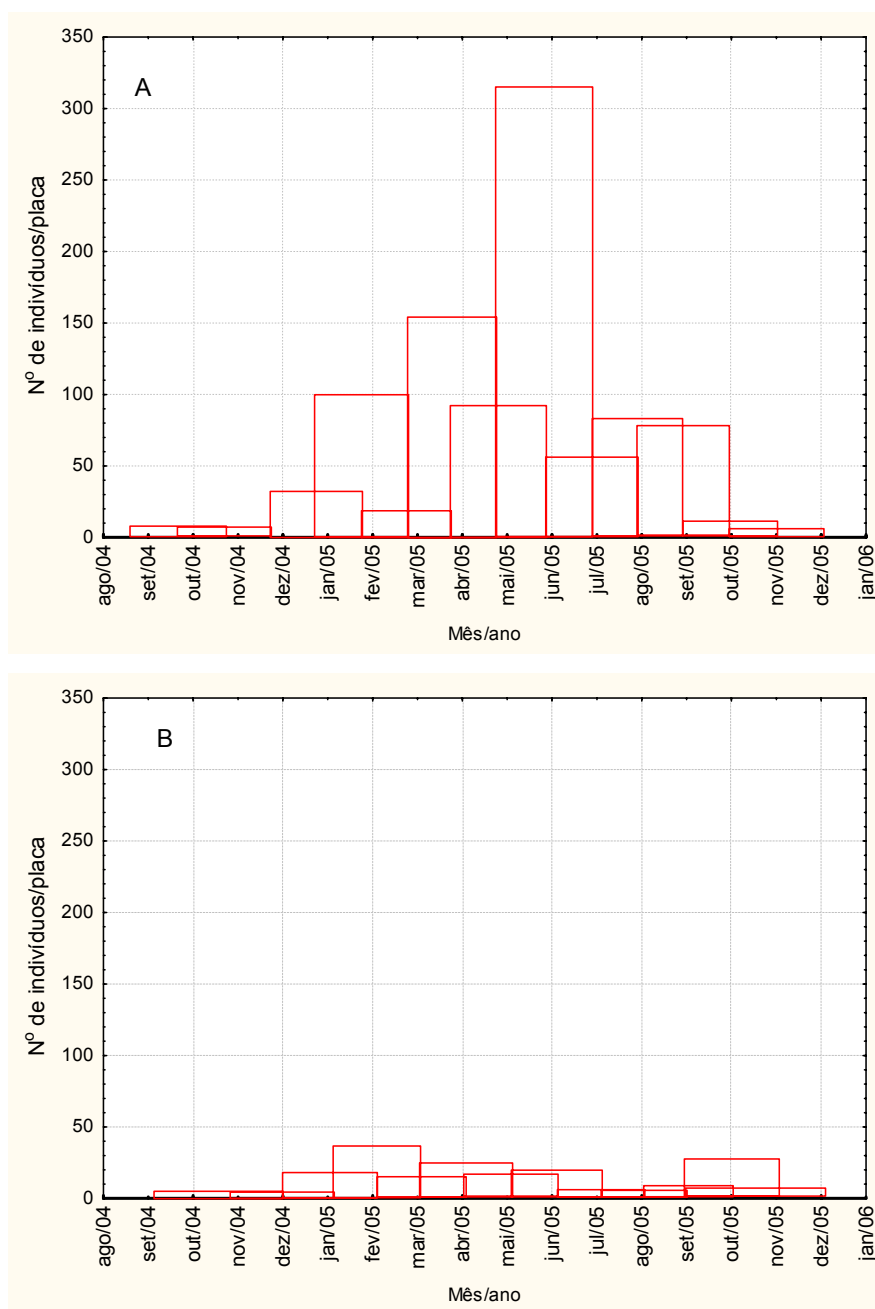 A
350
300
250
200
150
100
50
0
Nº de indivíduos/placa
ago/04 set/04 out/04 nov/04 dez/04 jan/05 fev/05 mar/05 abr/05 mai/05 jun/05 jul/05 ago/05 set/05 out/05 nov/05 dez/05 jan/06
Mês/ano
B
350
300
250
200
150
100
50
0
Nº de indivíduos/placa
ago/04 set/04 out/04 nov/04 dez/04 jan/05 fev/05 mar/05 abr/05 mai/05 jun/05 jul/05 ago/05 set/05 out/05 nov/05 dez/05 jan/06
Mês/ano